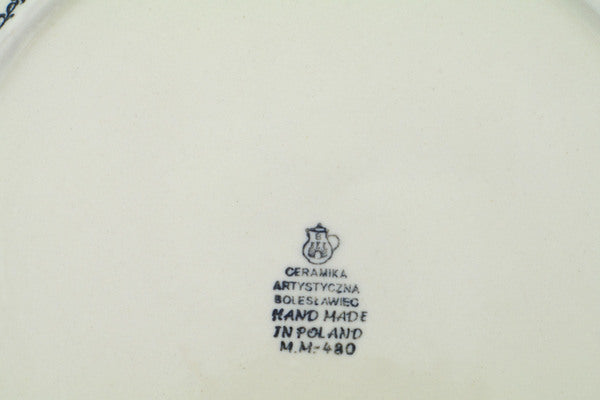 CERAMIKA
ARTYSTYCZNA
BOLESŁAWIEC
HAND MADE
IN POLAND
M.M.-480